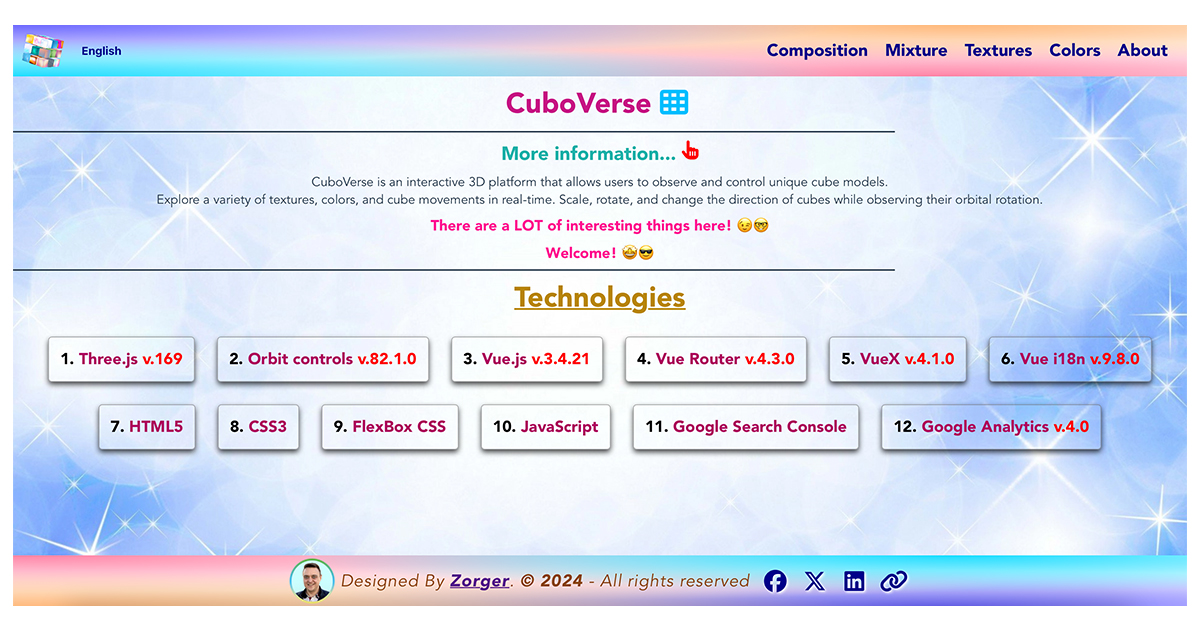 English
Composition Mixture Textures Colors About
CuboVerse
More information...
CuboVerse is an interactive 3D platform that allows users to observe and control unique cube models.
Explore a variety of textures, colors, and cube movements in real-time. Scale, rotate, and change the direction of cubes while observing their orbital rotation.
There are a LOT of interesting things here! 😉🤓
Welcome! 🤩😎
Technologies
1. Three.js v.169
2. Orbit controls v.82.1.0
3. Vue.js v.3.4.21
4. Vue Router v.4.3.0
5. VueX v.4.1.0
6. Vue i18n v.9.8.0
7. HTML5
8. CSS3
9. FlexBox CSS
10. JavaScript
11. Google Search Console
12. Google Analytics v.4.0
Designed By Zorger. © 2024 - All rights reserved